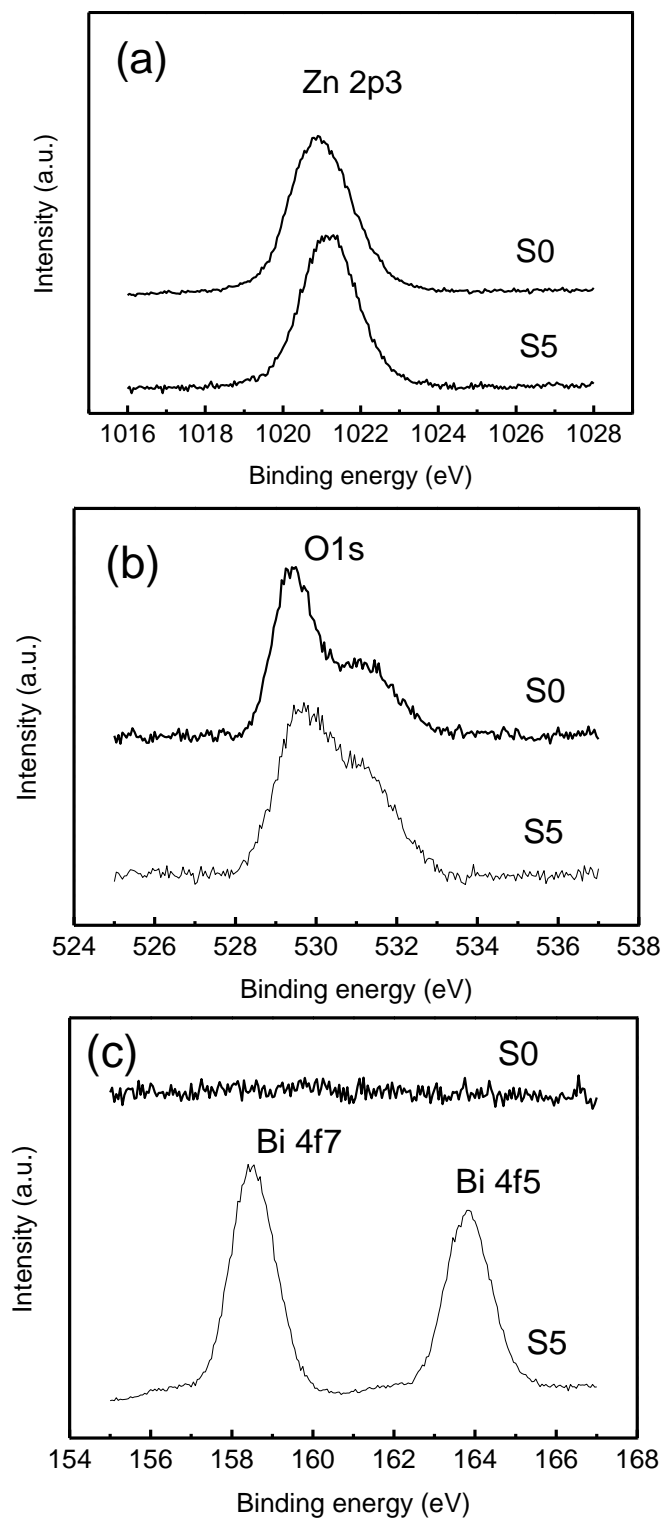 (a)
Zn 2p3
S0
S5
Intensity (a.u.)
1016 1018 1020 1022 1024 1026 1028
Binding energy (eV)
(b)
O1s
S0
S5
Intensity (a.u.)
524 526 528 530 532 534 536 538
Binding energy (eV)
(c)
S0
Bi 4f7
Bi 4f5
S5
Intensity (a.u.)
154 156 158 160 162 164 166 168
Binding energy (eV)